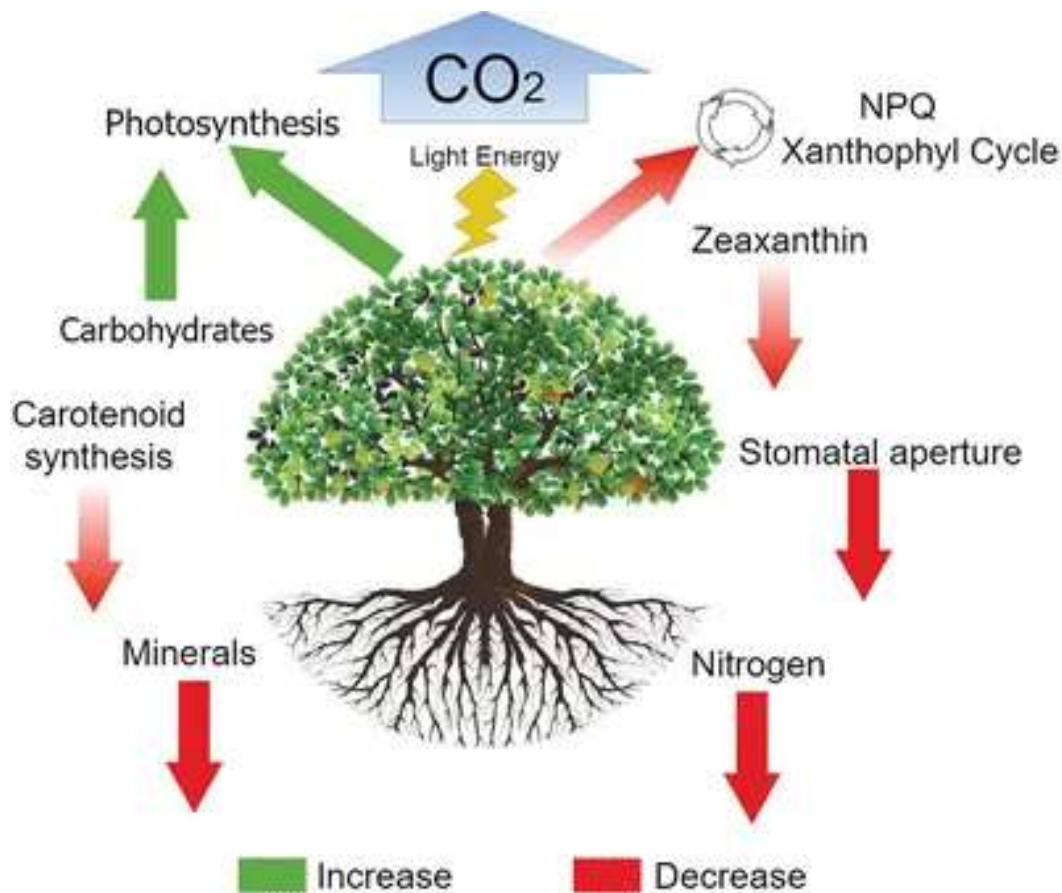 CO2
Photosynthesis
Light Energy
NPQ
Xanthophyl Cycle
Zeaxanthin
Carbohydrates
Carotenoid
synthesis
Stomatal aperture
Minerals
Nitrogen
Increase
Decrease